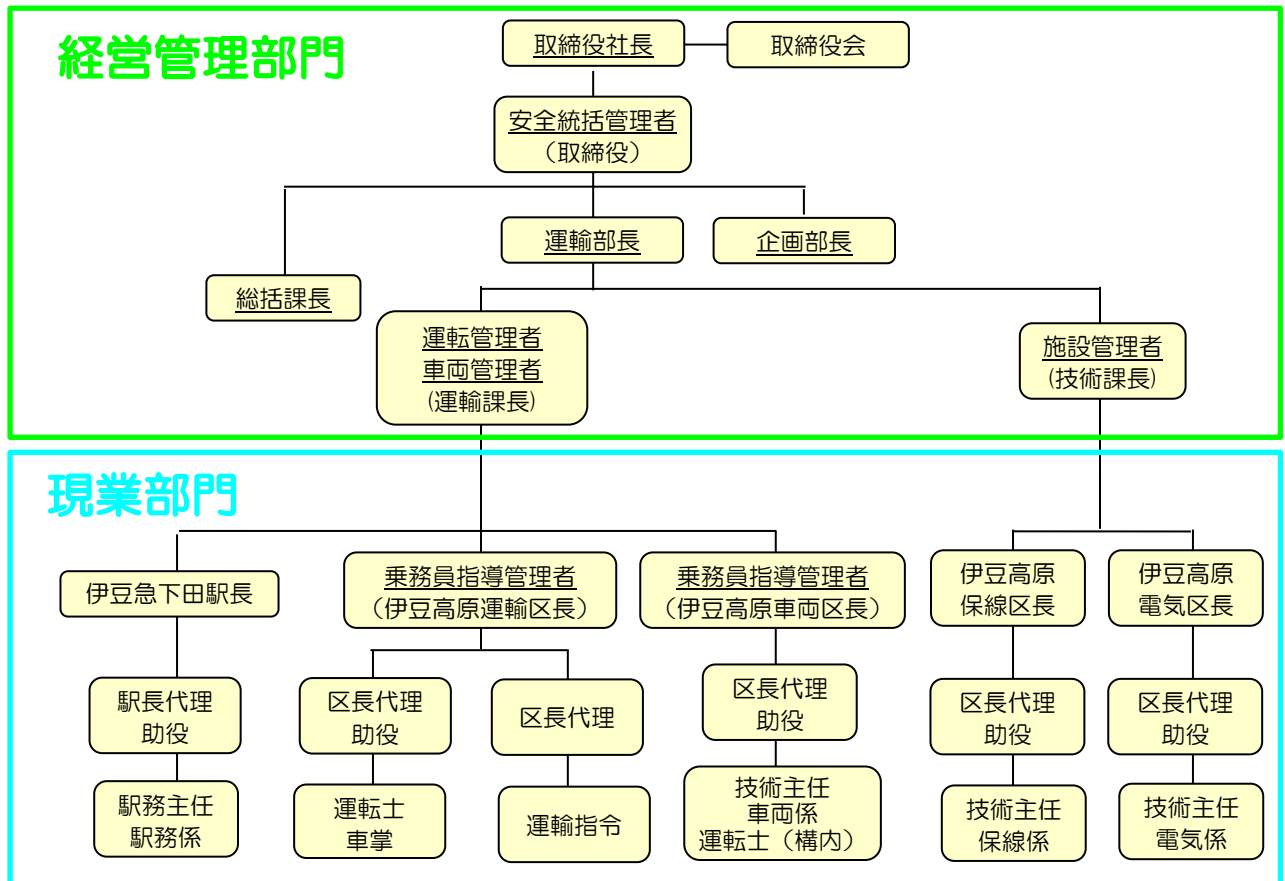 経営管理部門
取締役社長
取締役会
安全統括管理者
（取締役）
運輸部長
企画部長
総括課長
運転管理者
車両管理者
(運輸課長)
施設管理者
(技術課長)
現業部門
伊豆急下田駅長
乗務員指導管理者
（伊豆高原運輸区長）
乗務員指導管理者
（伊豆高原車両区長）
伊豆高原
保線区長
伊豆高原
電気区長
駅長代理
助役
区長代理
助役
区長代理
区長代理
助役
区長代理
助役
区長代理
助役
駅務主任
駅務係
運転士
車掌
運輸指令
技術主任
車両係
運転士（構内）
技術主任
保線係
技術主任
電気係